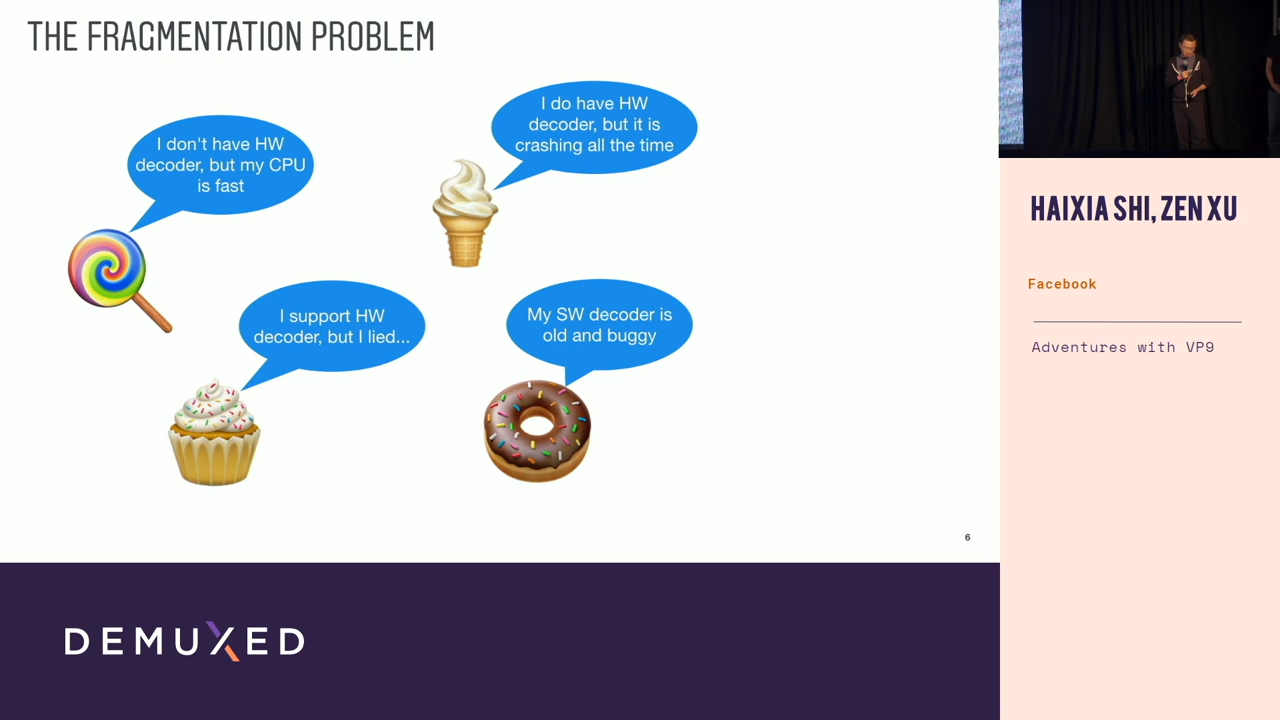 THE FRAGMENTATION PROBLEM
I don't have HW
decoder, but my CPU
is fast
I do have HW
decoder, but it is
crashing all the time
I support HW
decoder, but I lied...
My SW decoder is
old and buggy
6
DEMUXED
HAIXIA SHI, ZEN XU
Facebook
Adventures with VP9